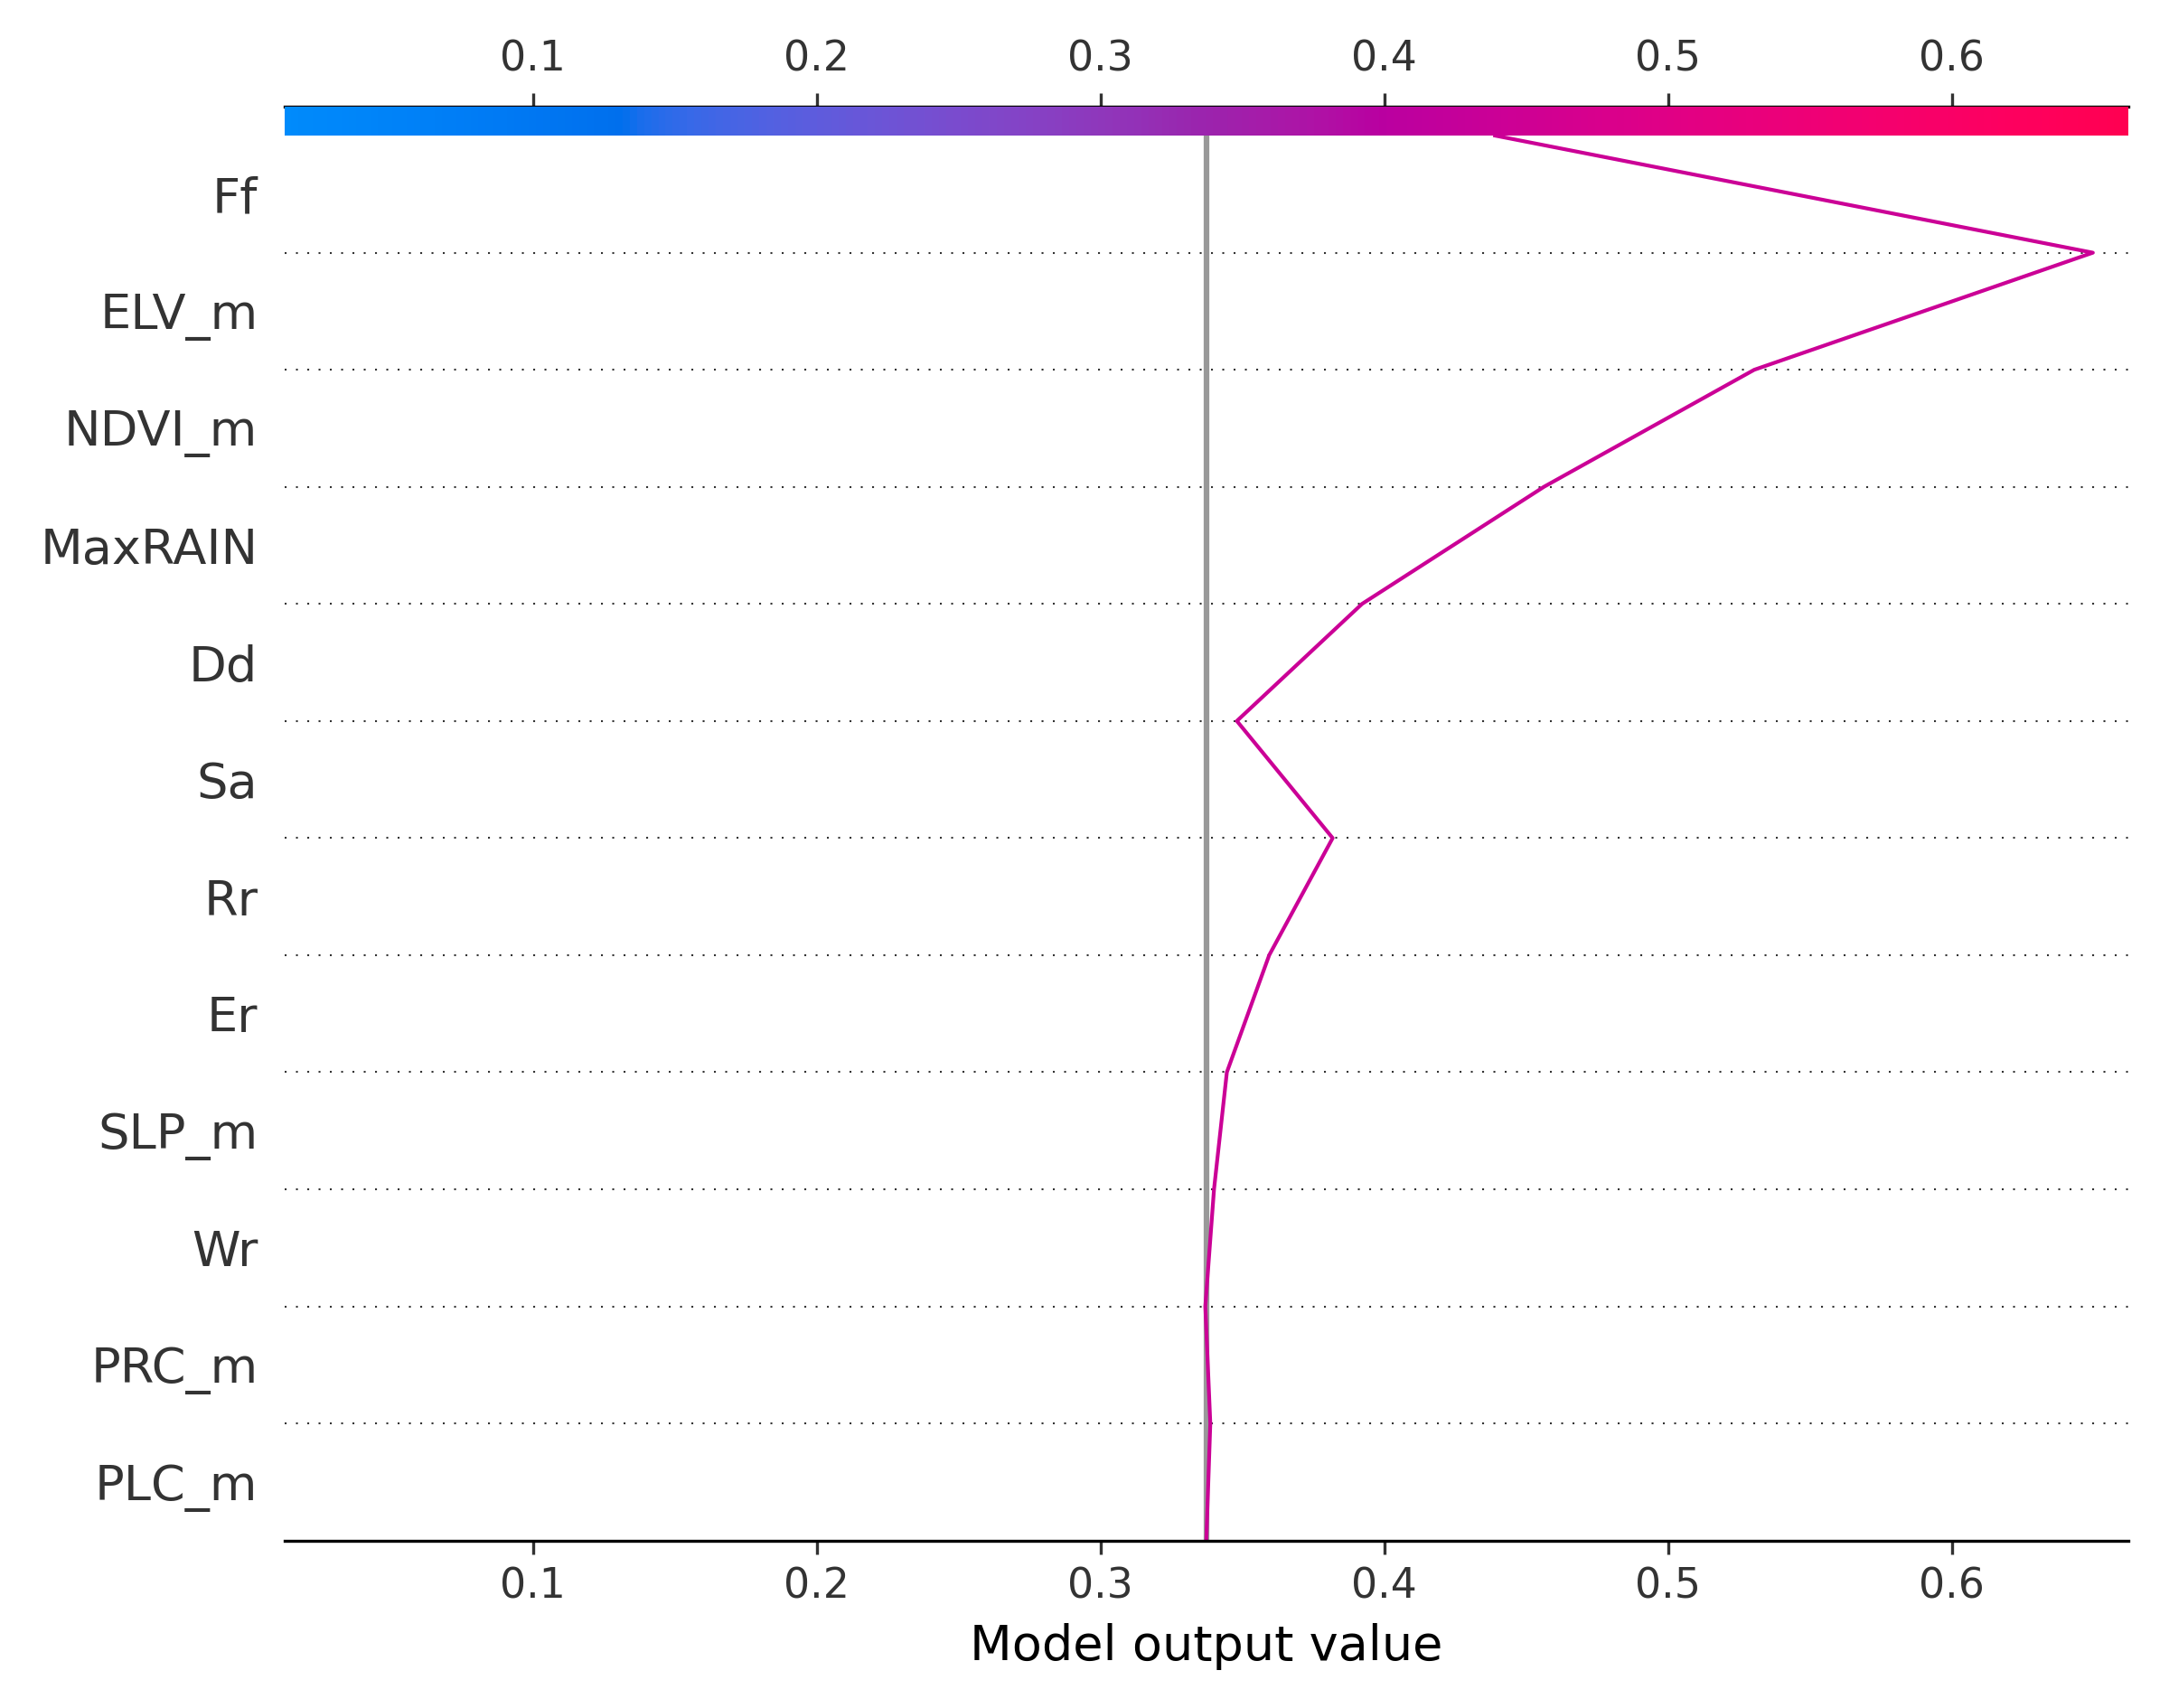 0.1 0.2 0.3 0.4 0.5 0.6
Ff
ELV_m
NDVI_m
MaxRAIN
Dd
Sa
Rr
Er
SLP_m
Wr
PRC_m
PLC_m
0.1 0.2 0.3 0.4 0.5 0.6
Model output value